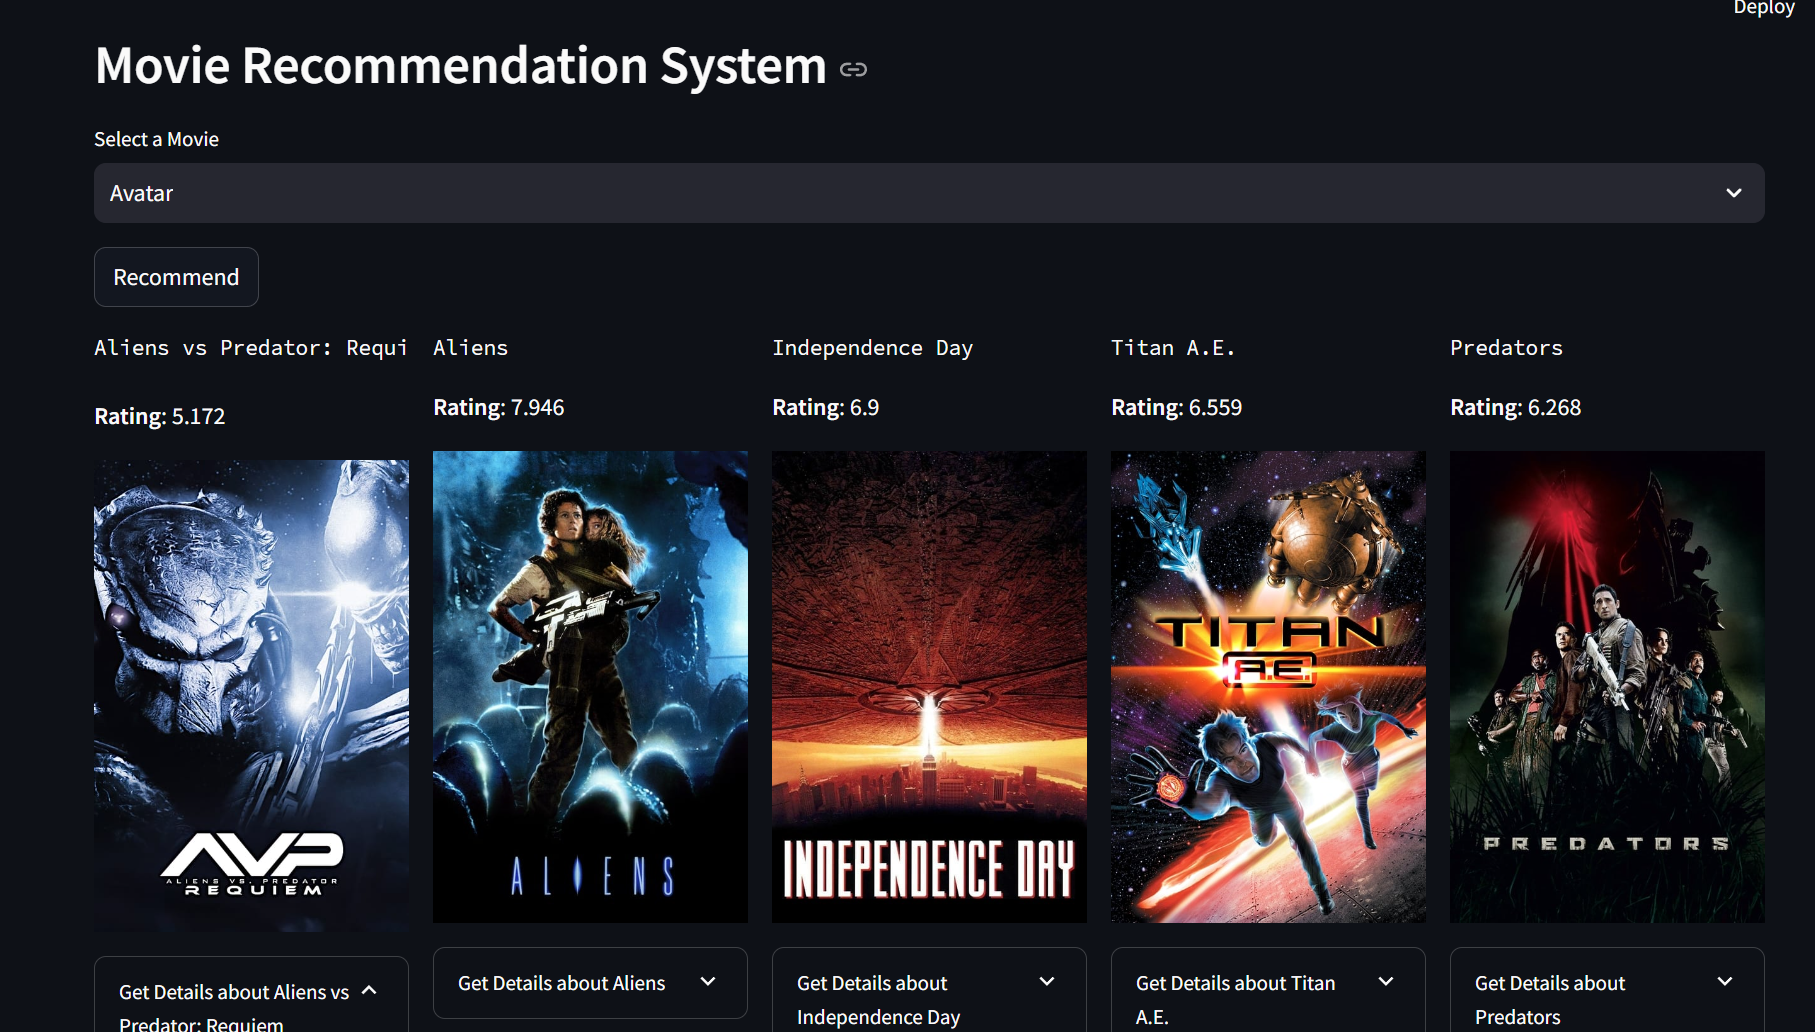 Deploy
Movie Recommendation System
Select a Movie
Avatar
Recommend
Aliens vs Predator: Requi
Aliens
Independence Day
Titan A.E.
Predators
Rating: 5.172
Rating: 7.946
Rating: 6.9
Rating: 6.559
Rating: 6.268
AVP
ALIENS VS. PREDATOR
REQUIEM
ALIENS
INDEPENDENCE DAY
TITAN
A.E.
PREDATORS
Get Details about Aliens vs
Predator: Requiem
Get Details about Aliens
Get Details about
Independence Day
Get Details about Titan
A.E.
Get Details about
Predators